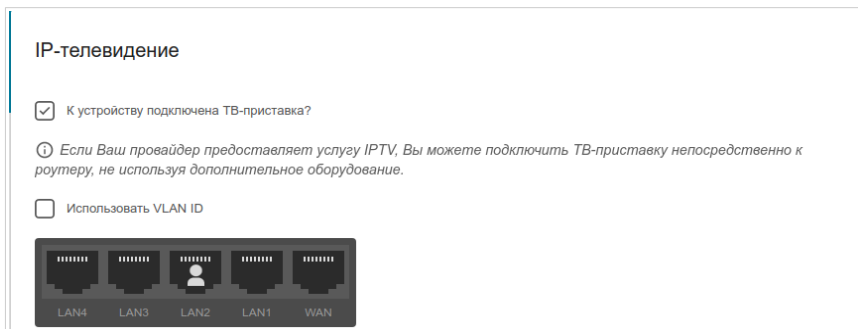 IP-телевидение
К устройству подключена ТВ-приставка?
Если Ваш провайдер предоставляет услугу IPTV, Вы можете подключить ТВ-приставку непосредственно к
роутеру, не используя дополнительное оборудование.
Использовать VLAN ID
LAN4 LAN3 LAN2 LAN1 WAN